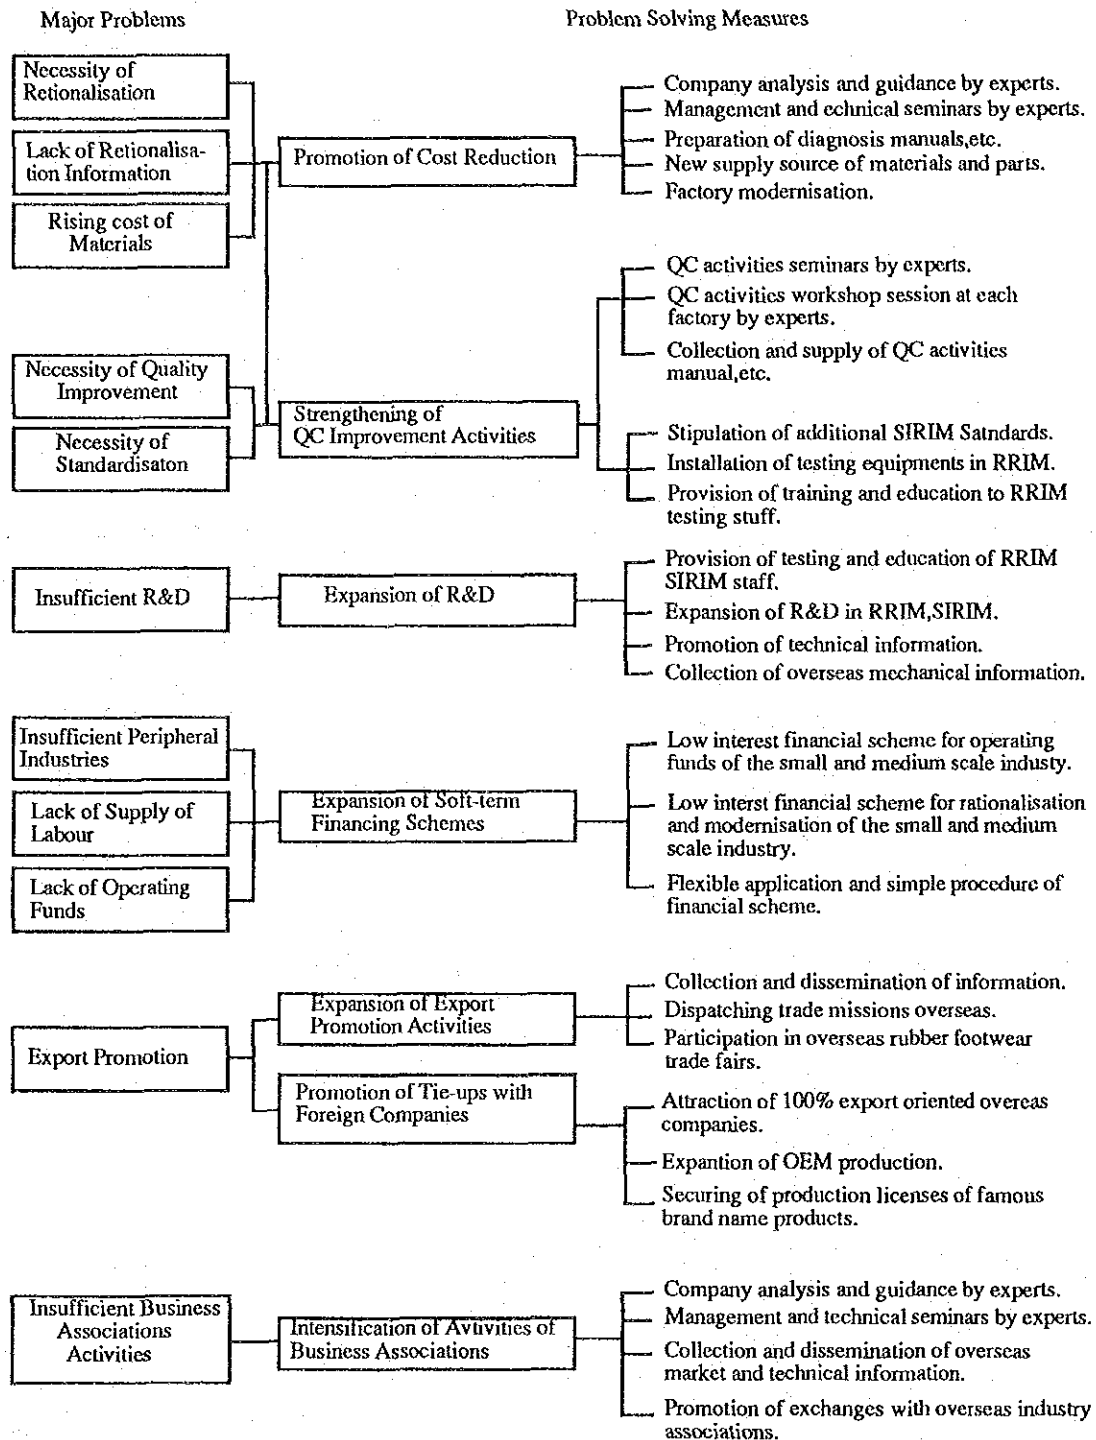 Major Problems
Problem Solving Measures
Necessity of
Retionalisation
Lack of Retionalisa-
tion Information
Rising cost of
Materials
Promotion of Cost Reduction
Company analysis and guidance by experts.
Management and echnical seminars by experts.
Preparation of diagnosis manuals,etc.
New supply source of materials and parts.
Factory modernisation.
Necessity of Quality
Improvement
Necessity of
Standardisaton
Strengthening of
QC Improvement Activities
QC activities seminars by experts.
QC activities workshop session at each
factory by experts.
Collection and supply of QC activities
manual,etc.
Stipulation of additional SIRIM Satndards.
Installation of testing equipments in RRIM.
Provision of training and education to RRIM
testing stuff.
Insufficient R&D
Expansion of R&D
Provision of testing and education of RRIM
SIRIM staff.
Expansion of R&D in RRIM,SIRIM.
Promotion of technical information.
Collection of overseas mechanical information.
Insufficient Peripheral
Industries
Lack of Supply of
Labour
Lack of Operating
Funds
Expansion of Soft-term
Financing Schemes
Low interest financial scheme for operating
funds of the small and medium scale industy.
Low interst financial scheme for rationalisation
and modernisation of the small and medium
scale industry.
Flexible application and simple procedure of
financial scheme.
Export Promotion
Expansion of Export
Promotion Activities
Collection and dissemination of information.
Dispatching trade missions overseas.
Participation in overseas rubber footwear
trade fairs.
Promotion of Tie-ups with
Foreign Companies
Attraction of 100% export oriented overeas
companies.
Expantion of OEM production.
Securing of production licenses of famous
brand name products.
Insufficient Business
Associations
Activities
Intensification of Avtivities of
Business Associations
Company analysis and guidance by experts.
Management and technical seminars by experts.
Collection and dissemination of overseas
market and technical information.
Promotion of exchanges with overseas industry
associations.